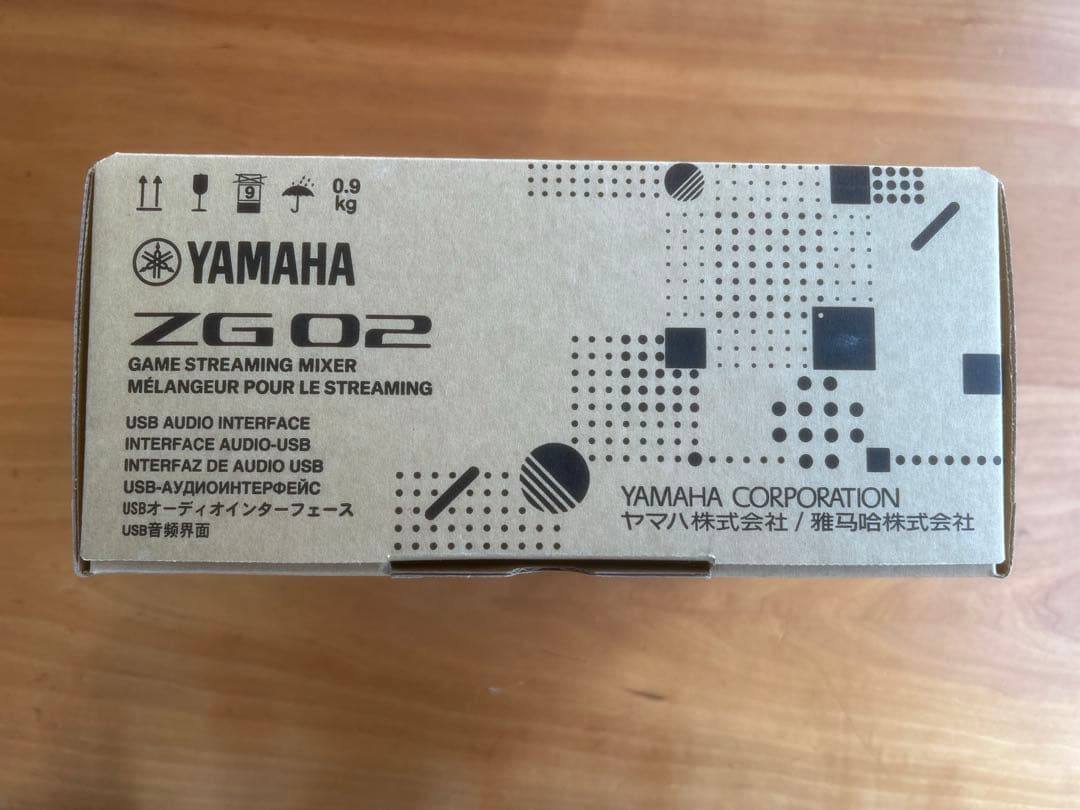 9
0.9
kg
YAMAHA
ZG02
GAME STREAMING MIXER
MÉLANGEUR POUR LE STREAMING
USB AUDIO INTERFACE
INTERFACE AUDIO-USB
INTERFAZ DE AUDIO USB
USB-АУДИОИНТЕРФЕЙС
USBオーディオインターフェース
USB音频界面
YAMAHA CORPORATION
ヤマハ株式会社 / 雅马哈株式会社